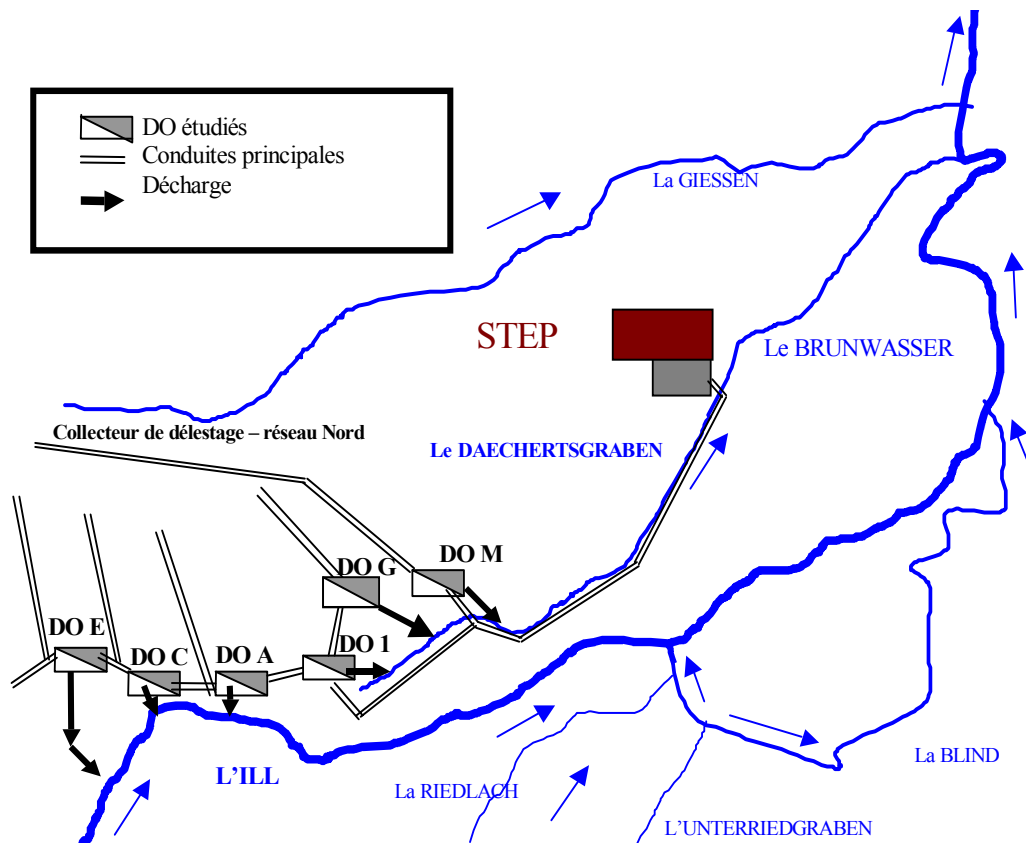 DO étudiés
Conduites principales
Décharge
La GIESSEN
STEP
Le BRUNWASSER
Collecteur de délestage – réseau Nord
Le DAECHERTSGRABEN
DO M
DO G
DO E
DO 1
DO C
DO A
L'ILL
La RIEDLACH
La BLIND
L'UNTERRIEDGRABEN